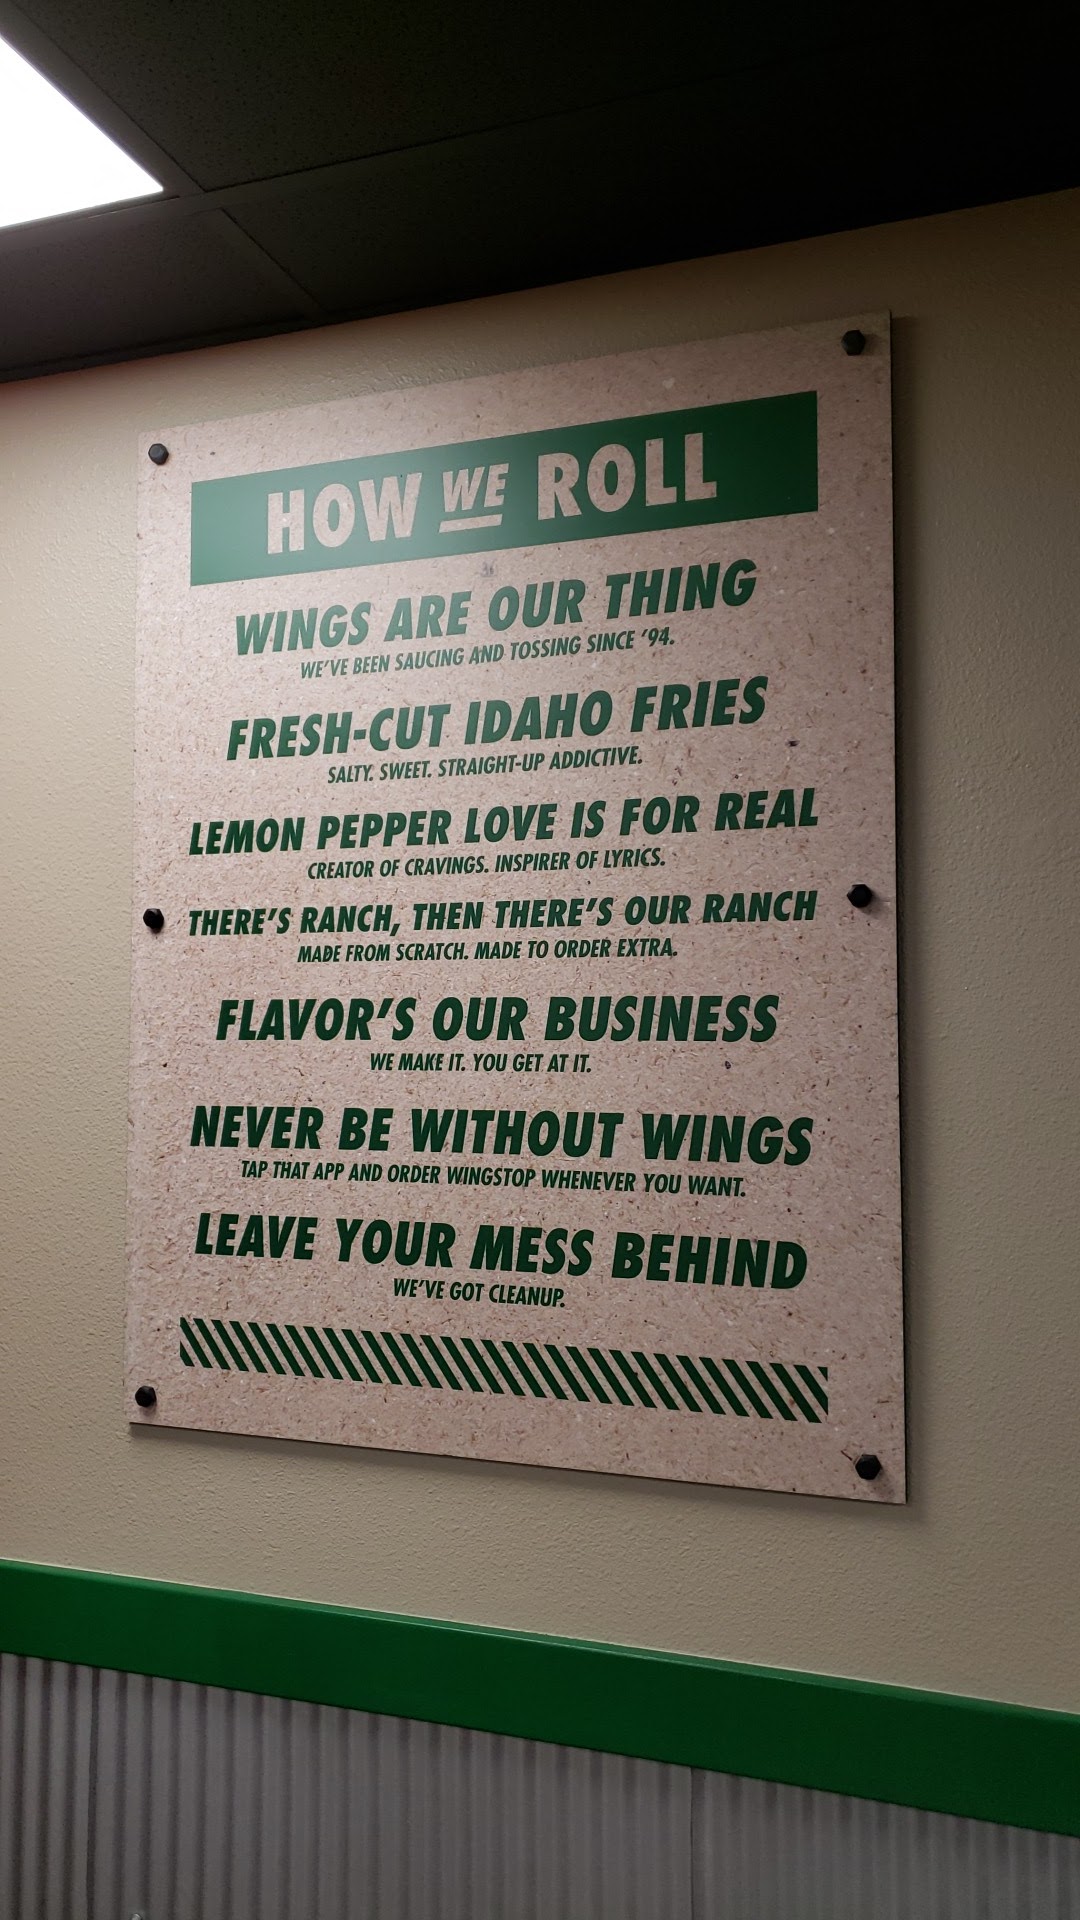 HOW WE ROLL
WINGS ARE OUR THING
WE'VE BEEN SAUCING AND TOSSING SINCE '94.
FRESH-CUT IDAHO FRIES
SALTY. SWEET. STRAIGHT-UP ADDICTIVE.
LEMON PEPPER LOVE IS FOR REAL
CREATOR OF CRAVINGS. INSPIRER OF LYRICS.
THERE'S RANCH, THEN THERE'S OUR RANCH
MADE FROM SCRATCH. MADE TO ORDER EXTRA.
FLAVOR'S OUR BUSINESS
WE MAKE IT. YOU GET AT IT.
NEVER BE WITHOUT WINGS
TAP THAT APP AND ORDER WINGSTOP WHENEVER YOU WANT.
LEAVE YOUR MESS BEHIND
WE'VE GOT CLEANUP.